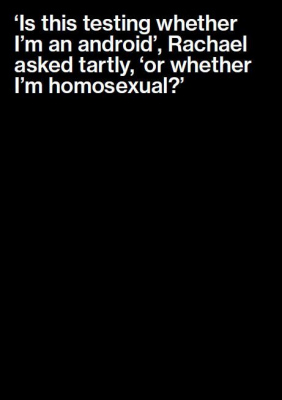 ‘Is this testing whether
I’m an android’, Rachael
asked tartly, ‘or whether
I’m homosexual?’